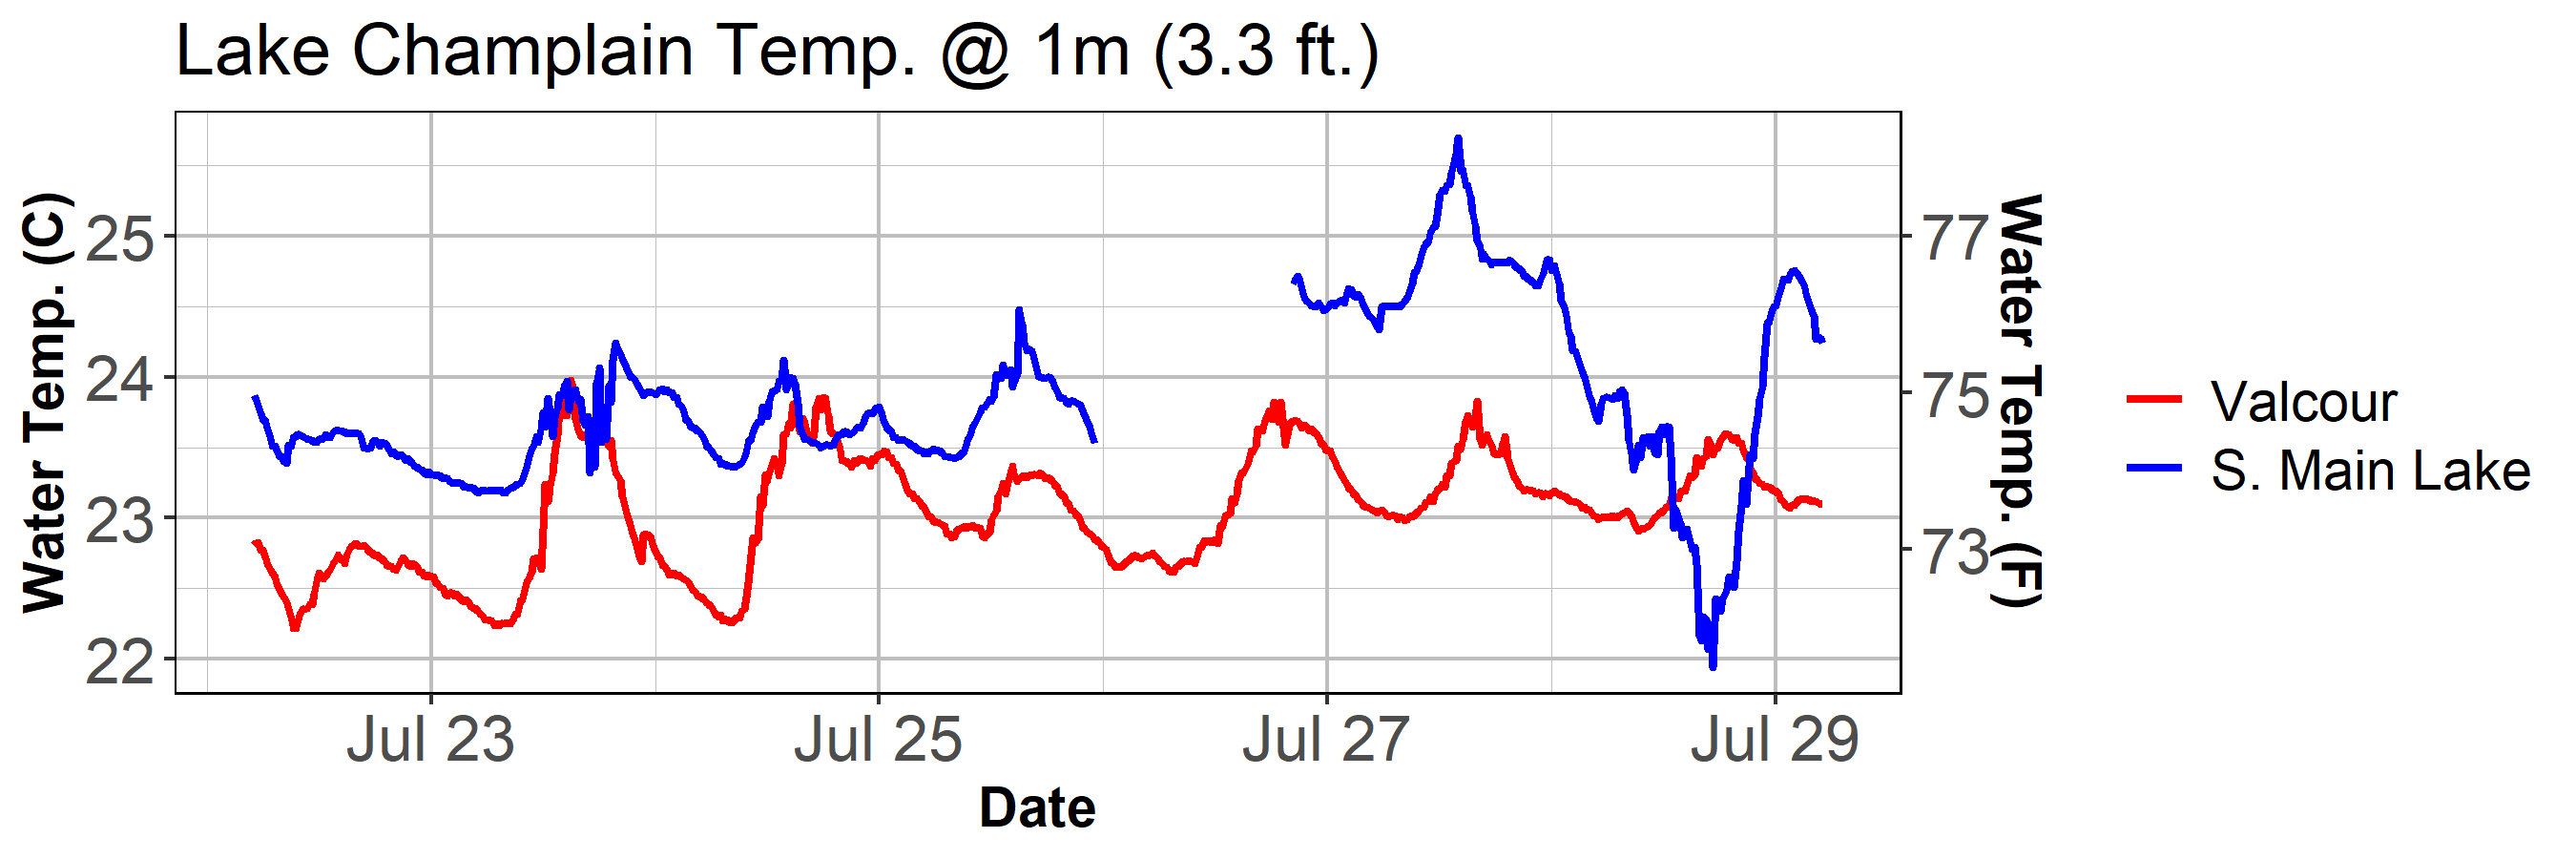 Lake Champlain Temp. @ 1m (3.3 ft.)
Water Temp. (C)
25
24
23
22
77
75
73
Water Temp. (F)
Jul 23
Jul 25
Jul 27
Jul 29
Date
Valcour
S. Main Lake